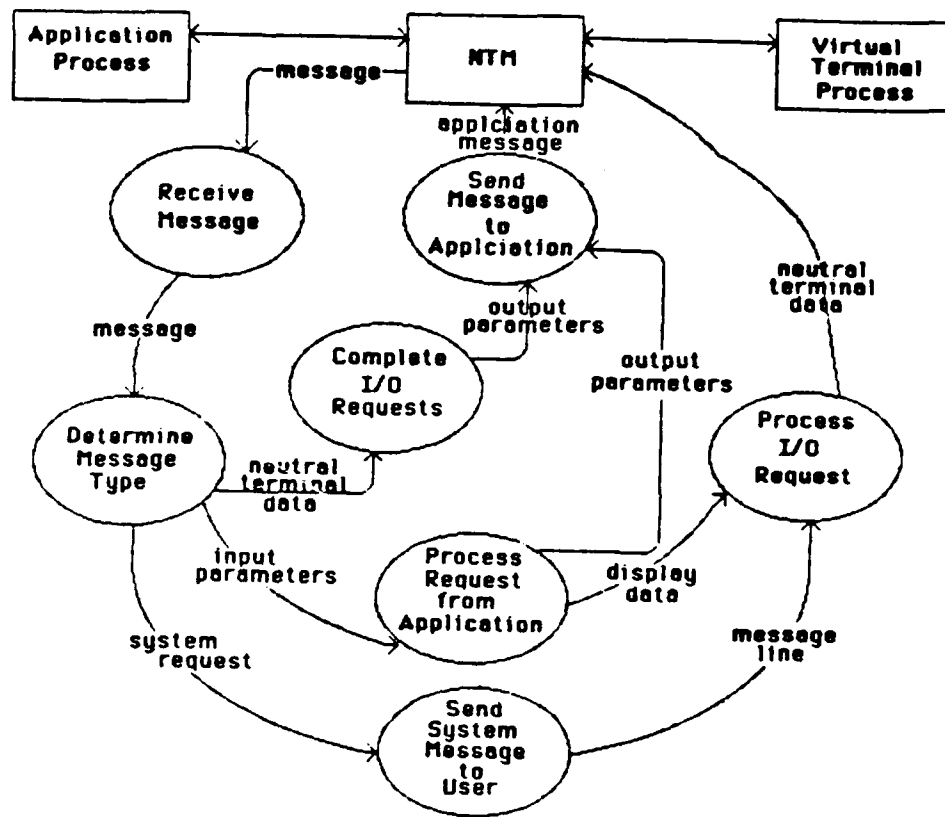 Application
Process
NTM
Virtual
Terminal
Process
message
applciation
message
Receive
Message
Send
Message
to
Applciation
neutral
terminal
data
message
output
parameters
output
parameters
Complete
I/O
Requests
Determine
Message
Type
neutral
terminal
data
Process
I/O
Request
input
parameters
Process
Request
from
Application
display
data
system
request
message
line
Send
System
Message
to
User